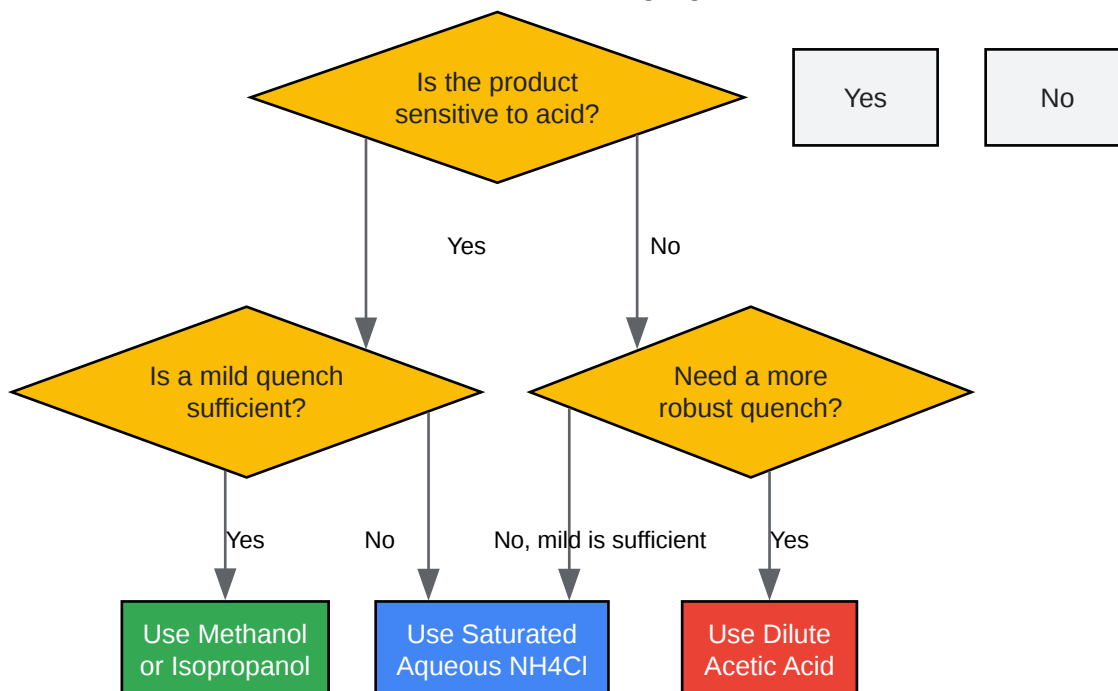 Is the product
sensitive to acid?
Yes
No
Yes
No
Is a mild quench
sufficient?
Need a more
robust quench?
Yes
No
No, mild is sufficient
Yes
Use Methanol
or Isopropanol
Use Saturated
Aqueous NH4Cl
Use Dilute
Acetic Acid